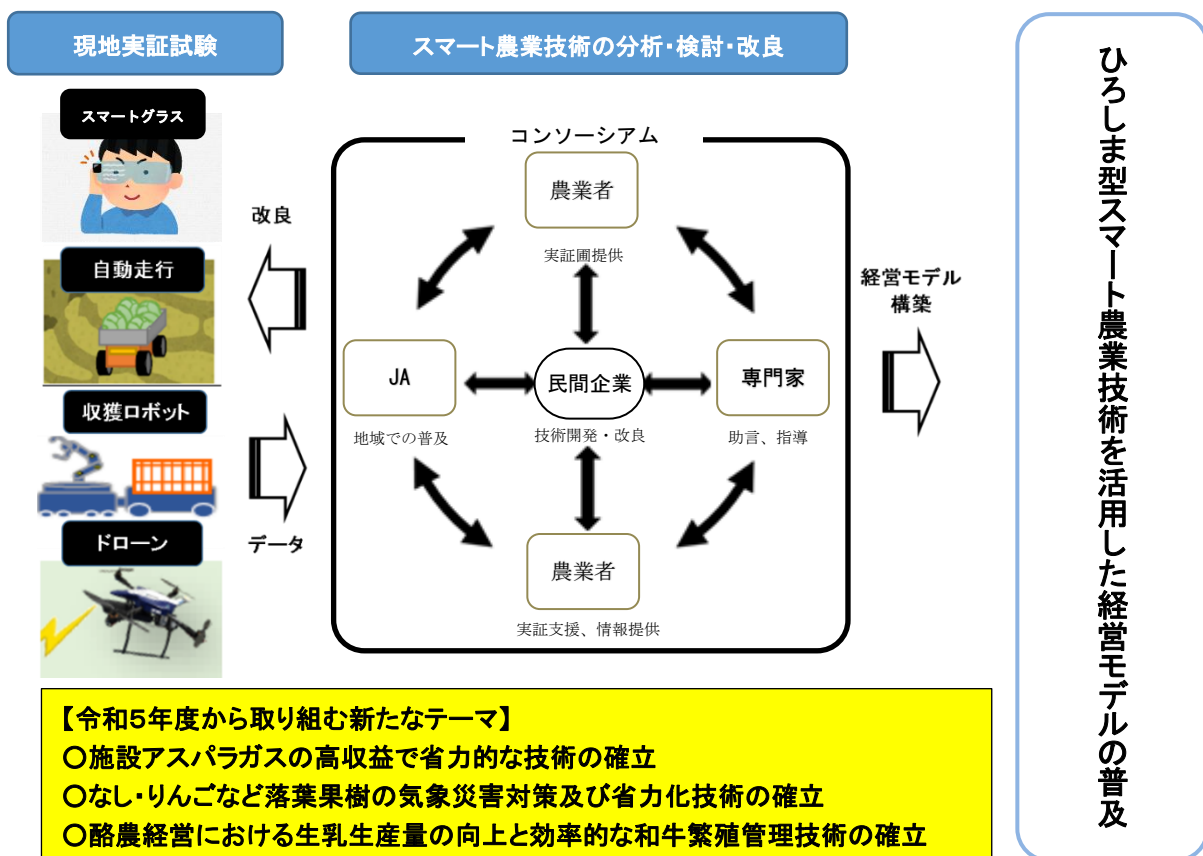 現地実証試験
スマート農業技術の分析・検討・改良
スマートグラス
自動走行
収獲ロボット
ドローン
改良
データ
コンソーシアム
農業者
実証圃提供
JA
地域での普及
民間企業
技術開発・改良
専門家
助言、指導
農業者
実証支援、情報提供
経営モデル
構築
ひろしま型スマート農業技術を活用した経営モデルの普及
【令和5年度から取り組む新たなテーマ】
〇施設アスパラガスの高収益で省力的な技術の確立
〇なし・りんごなど落葉果樹の気象災害対策及び省力化技術の確立
〇酪農経営における生乳生産量の向上と効率的な和牛繁殖管理技術の確立